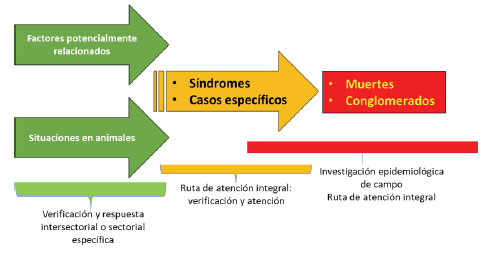 Factores potencialmente
relacionados
Situaciones en animales
• Síndromes
• Casos específicos
• Muertes
• Conglomerados
Verificación y respuesta
intersectorial o sectorial
específica
Ruta de atención integral:
verificación y atención
Investigación epidemiológica
de campo
Ruta de atención integral